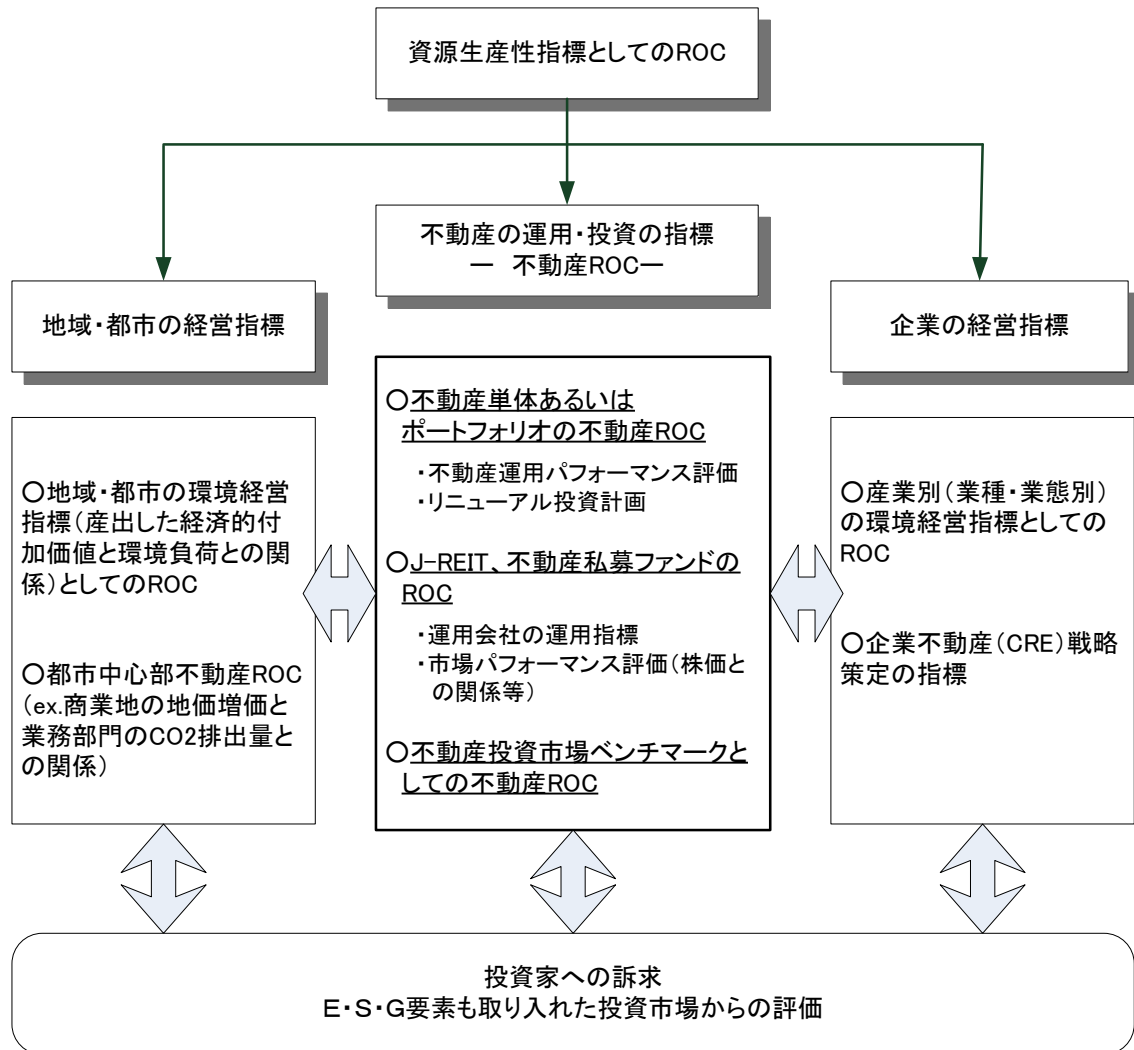 資源生産性指標としてのROC
不動産の運用・投資の指標
― 不動産ROC―
地域・都市の経営指標
企業の経営指標
○地域・都市の環境経営
指標(産出した経済的付
加価値と環境負荷との関
係)としてのROC
○都市中心部不動産ROC
(ex.商業地の地価増価と
業務部門のCO2排出量と
の関係)
○不動産単体あるいは
ポートフォリオの不動産ROC
・不動産運用パフォーマンス評価
・リニューアル投資計画
○J-REIT、不動産私募ファンドの
ROC
・運用会社の運用指標
・市場パフォーマンス評価(株価と
の関係等)
○不動産投資市場ベンチマークと
しての不動産ROC
○産業別(業種・業態別)
の環境経営指標としての
ROC
○企業不動産(CRE)戦略
策定の指標
投資家への訴求
E・S・G要素も取り入れた投資市場からの評価